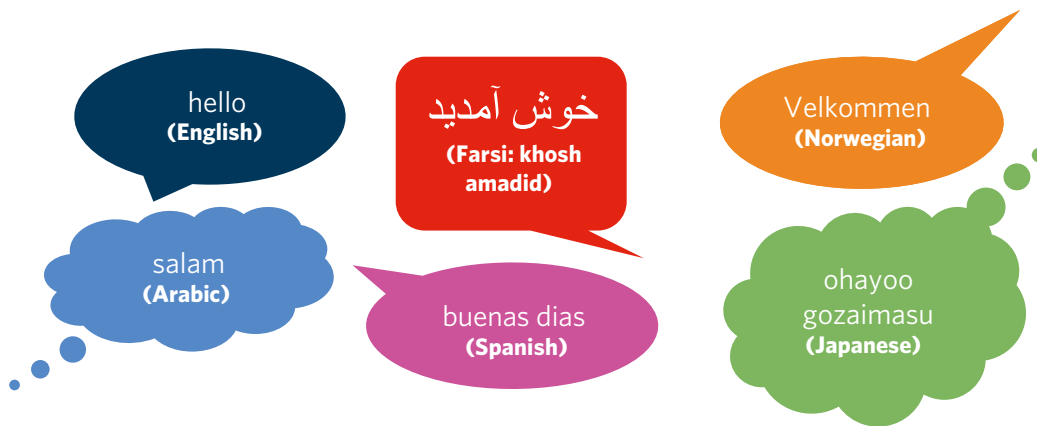 hello
(English)
خوش آمدید
(Farsi: khosh
amadid)
Velkommen
(Norwegian)
salam
(Arabic)
buenas dias
(Spanish)
ohayoo
gozaimasu
(Japanese)